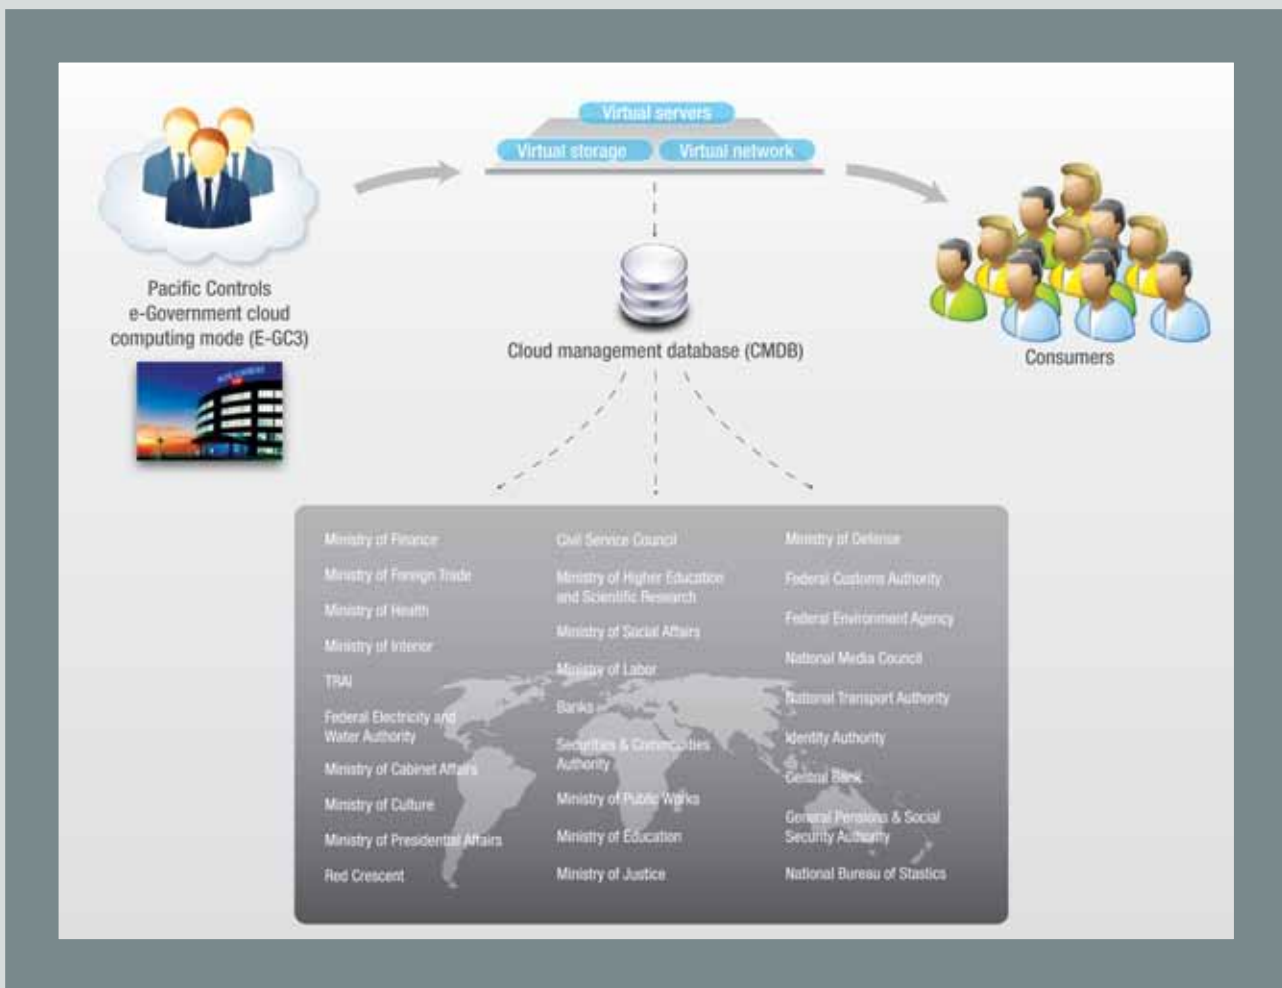 Virtual servers
Virtual storage
Virtual network
Pacific Controls
e-Government cloud
computing mode (E-GC3)
Cloud management database (CMDB)
Consumers
Ministry of Finance
Ministry of Foreign Trade
Ministry of Health
Ministry of Interior
TRAI
Federal Electricity and
Water Authority
Ministry of Cabinet Affairs
Ministry of Culture
Ministry of Presidential Affairs
Red Crescent
Civil Service Council
Ministry of Higher Education
and Scientific Research
Ministry of Social Affairs
Ministry of Labor
Banks
Securities & Commodities
Authority
Ministry of Public Works
Ministry of Education
Ministry of Justice
Ministry of Defense
Federal Customs Authority
Federal Environment Agency
National Media Council
National Transport Authority
Identity Authority
Central Bank
General Pensions & Social
Security Authority
National Bureau of Stastics